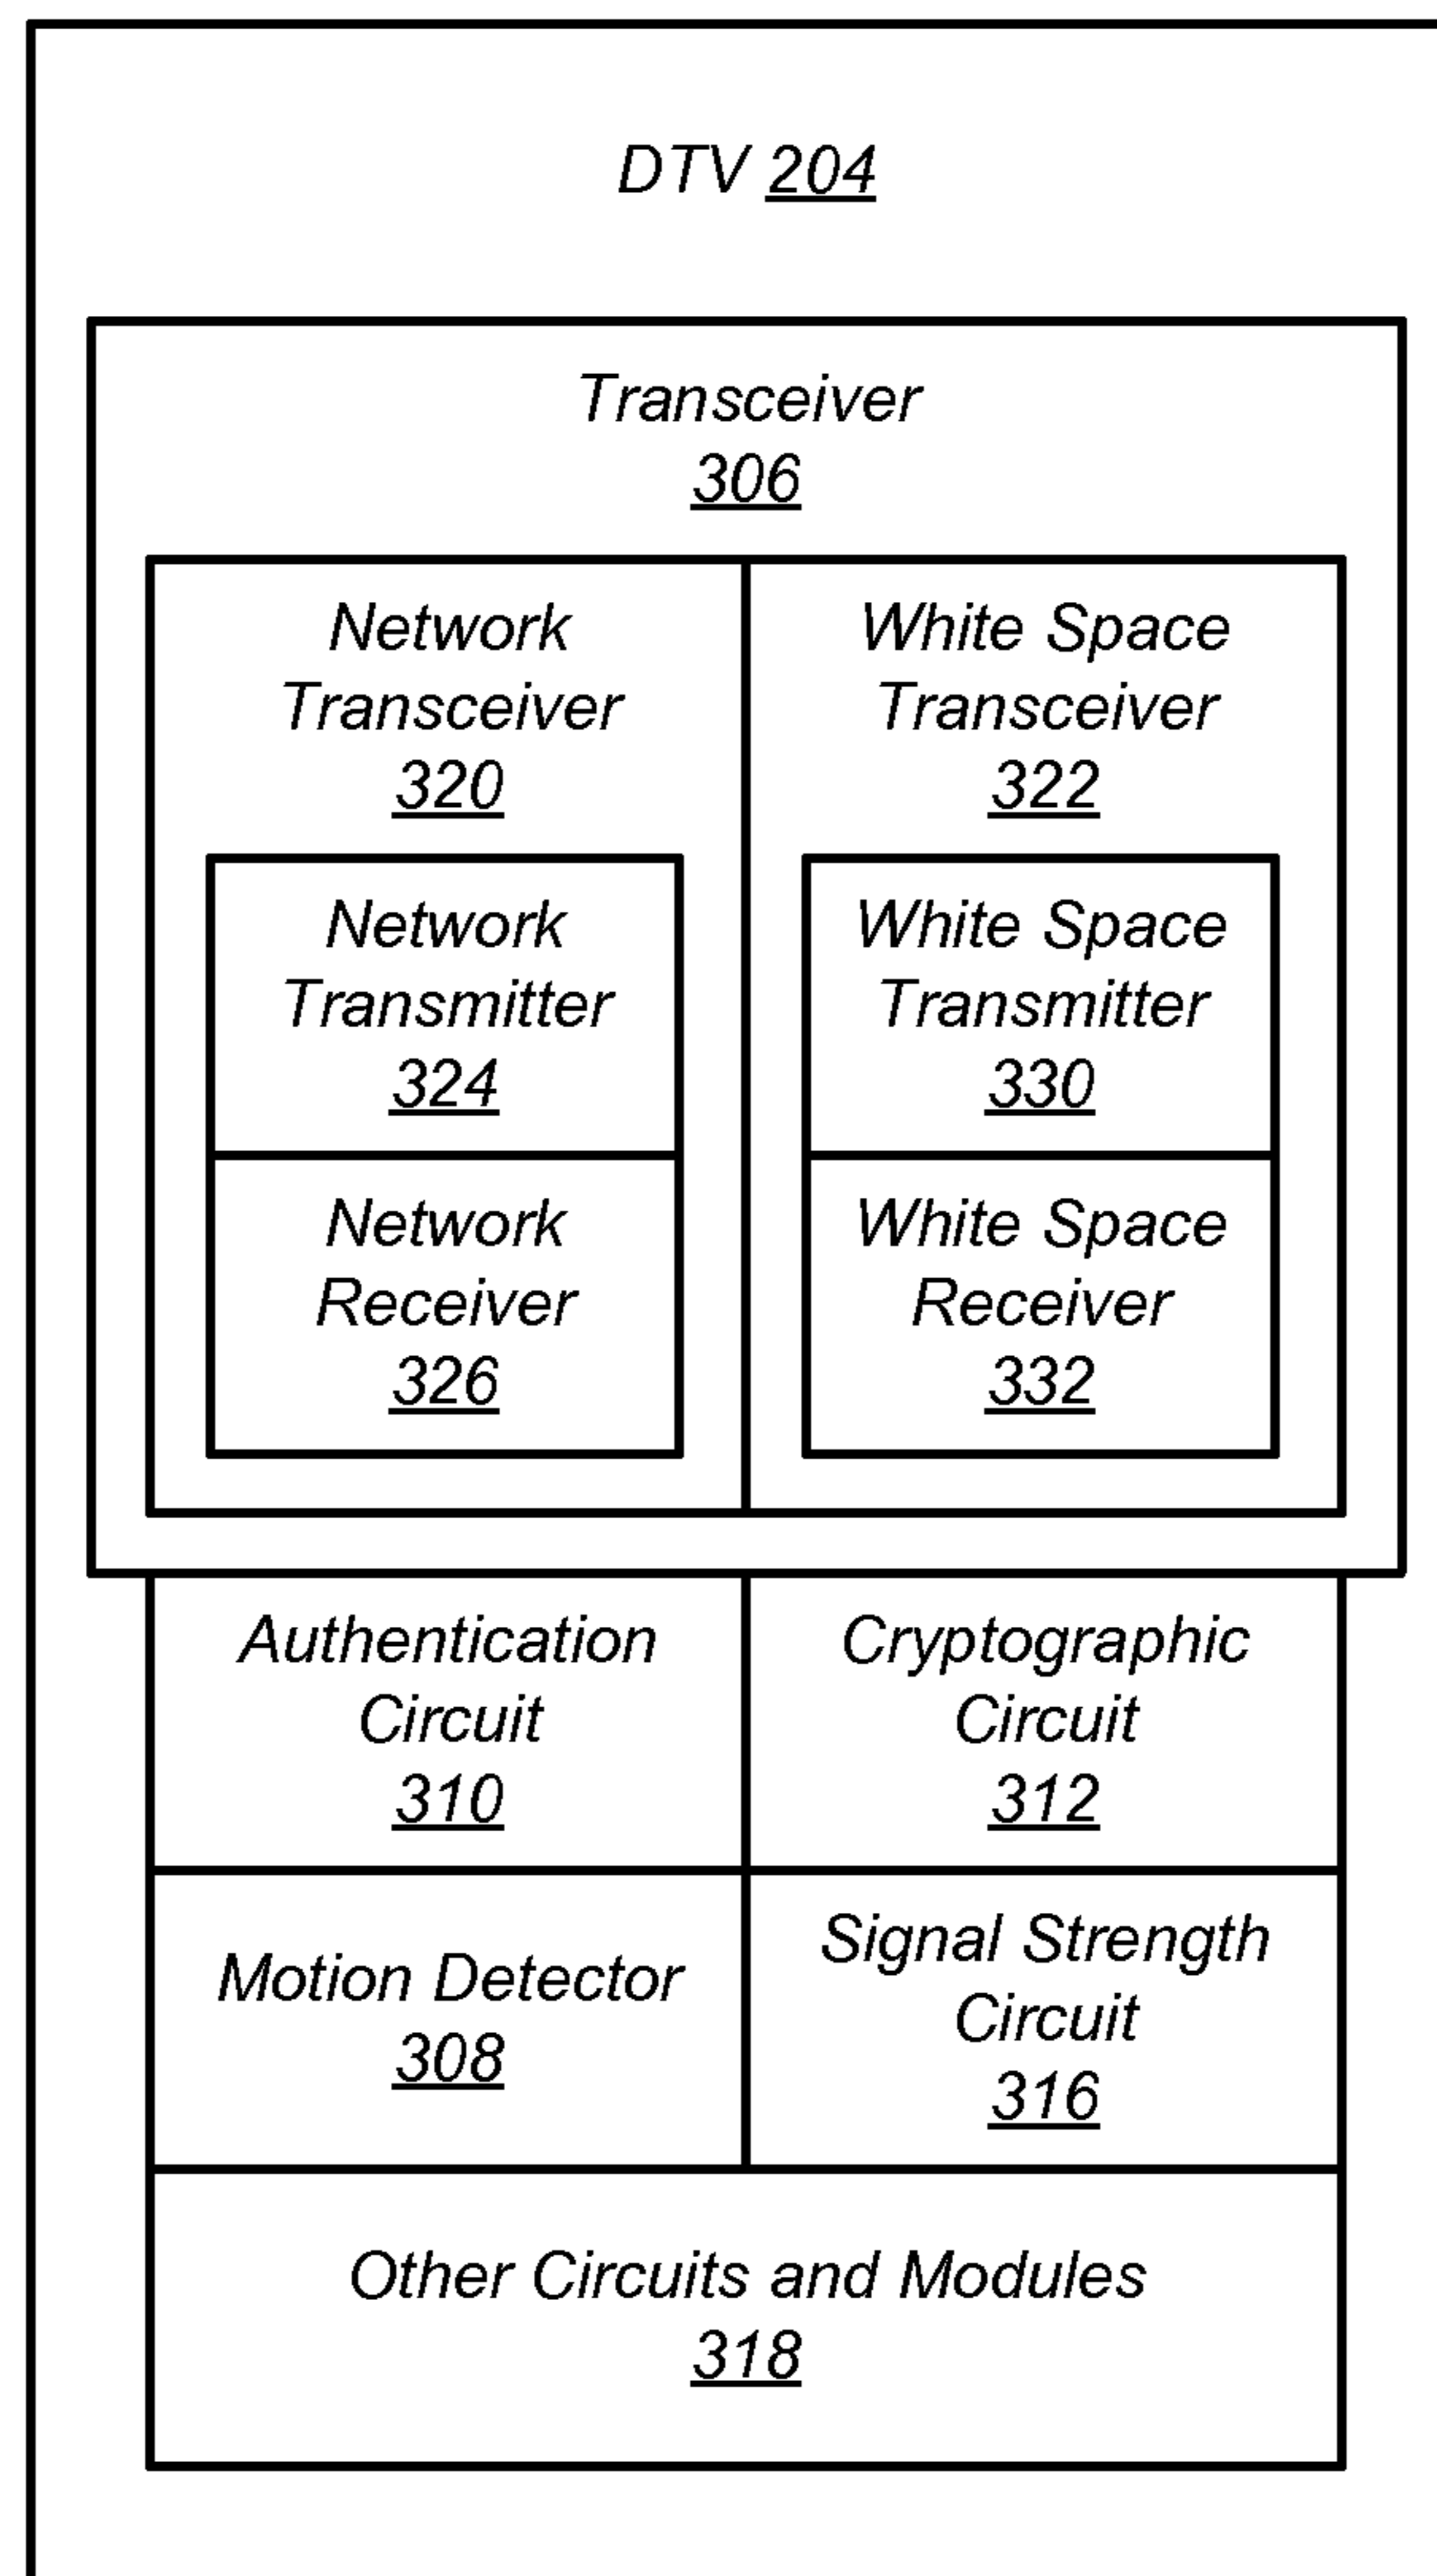 DTV 204
Transceiver
306
Network
Transceiver
320
Network
Transmitter
324
Network
Receiver
326
White Space
Transceiver
322
White Space
Transmitter
330
White Space
Receiver
332
Authentication
Circuit
310
Cryptographic
Circuit
312
Motion Detector
308
Signal Strength
Circuit
316
Other Circuits and Modules
318